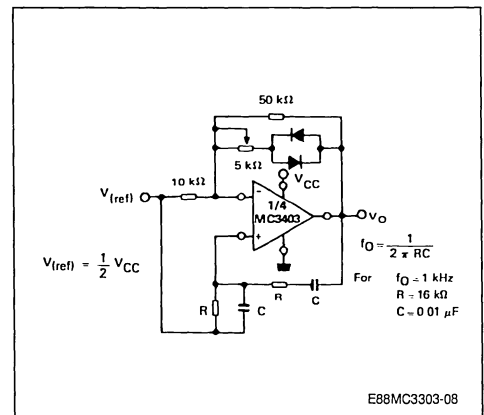 50 kΩ
5 kΩ
10 kΩ
VCC
V(ref)
-
1/4
MC3403
+
VO
V(ref) = 1/2 VCC
fO = 1 / 2 π RC
For fO = 1 kHz
R = 16 kΩ
C = 0 01 μF
R
C
R
C
E88MC3303-08